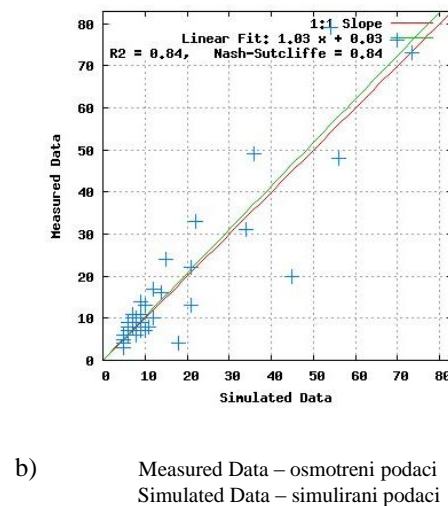 80
70
60
50
40
30
20
10
0
Measured Data
1:1 Slope
Linear Fit: 1.03 x + 0.03
R2 = 0.84, Nash-Sutcliffe = 0.84
0 10 20 30 40 50 60 70 80
Simulated Data
b)
Measured Data – osmotreni podaci
Simulated Data – simulirani podaci